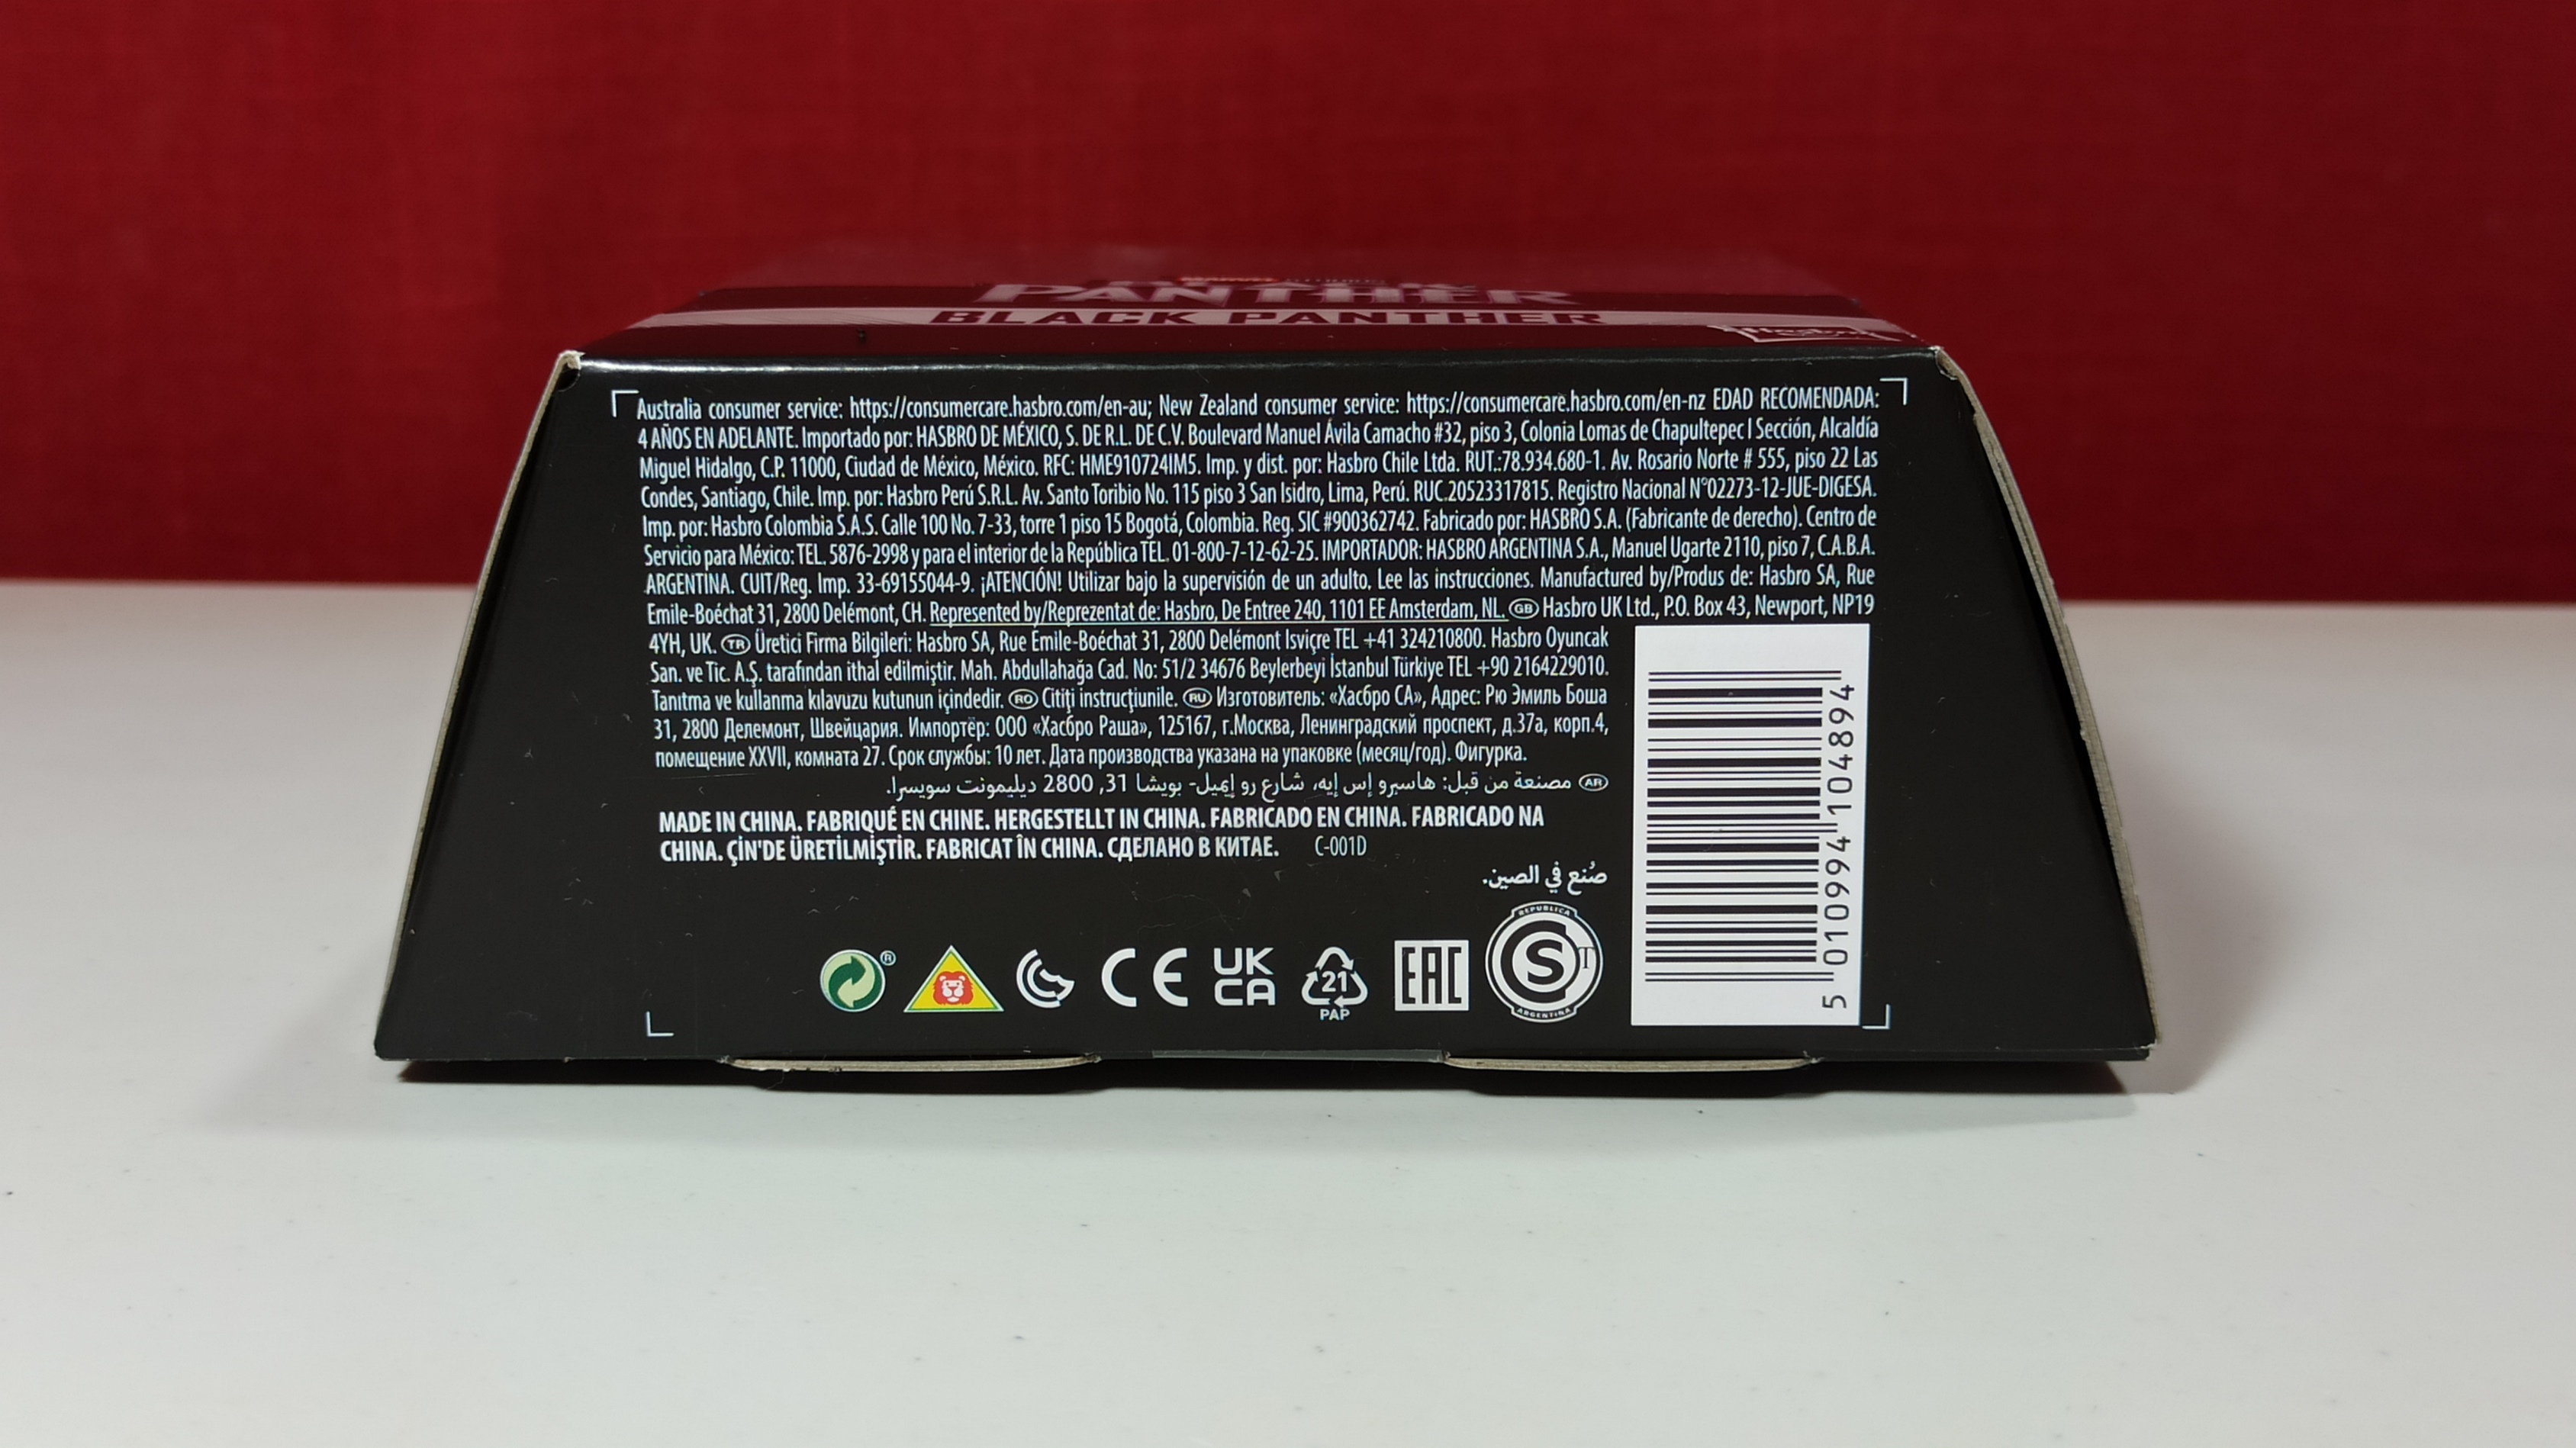 PANTHER
BLACK PANTHER
Hasbro
Australia consumer service: https://consumercare.hasbro.com/en-au; New Zealand consumer service: https://consumercare.hasbro.com/en-nz EDAD RECOMENDADA:
4 AÑOS EN ADELANTE. Importado por: HASBRO DE MÉXICO, S. DE R.L. DE C.V. Boulevard Manuel Ávila Camacho #32, piso 3, Colonia Lomas de Chapultepec I Sección, Alcaldía
Miguel Hidalgo, C.P. 11000, Ciudad de México, México. RFC: HME910724IM5. Imp. y dist. por: Hasbro Chile Ltda. RUT.:78.934.680-1. Av. Rosario Norte # 555, piso 22 Las
Condes, Santiago, Chile. Imp. por: Hasbro Perú S.R.L. Av. Santo Toribio No. 115 piso 3 San Isidro, Lima, Perú. RUC.20523317815. Registro Nacional N°02273-12-JUE-DIGESA.
Imp. por: Hasbro Colombia S.A.S. Calle 100 No. 7-33, torre 1 piso 15 Bogotá, Colombia. Reg. SIC #900362742. Fabricado por: HASBRO S.A. (Fabricante de derecho). Centro de
Servicio para México: TEL. 5876-2998 y para el interior de la República TEL. 01-800-7-12-62-25. IMPORTADOR: HASBRO ARGENTINA S.A., Manuel Ugarte 2110, piso 7, C.A.B.A.
ARGENTINA. CUIT/Reg. Imp. 33-69155044-9. ¡ATENCIÓN! Utilizar bajo la supervisión de un adulto. Lee las instrucciones. Manufactured by/Produs de: Hasbro SA, Rue
Emile-Boéchat 31, 2800 Delémont, CH. Represented by/Reprezentat de: Hasbro, De Entree 240, 1101 EE Amsterdam, NL. GB Hasbro UK Ltd., P.O. Box 43, Newport, NP19
4YH, UK. TR Üretici Firma Bilgileri: Hasbro SA, Rue Emile-Boéchat 31, 2800 Delémont Isviçre TEL +41 324210800. Hasbro Oyuncak
San. ve Tic. A.Ş. tarafından ithal edilmiştir. Mah. Abdullahağa Cad. No: 51/2 34676 Beylerbeyi İstanbul Türkiye TEL +90 2164229010.
Tanıtma ve kullanma kılavuzu kutunun içindedir. RO Citiţi instrucţiunile. RU Изготовитель: «Хасбро СА», Адрес: Рю Эмиль Боша
31, 2800 Делемонт, Швейцария. Импортёр: ООО «Хасбро Раша», 125167, г.Москва, Ленинградский проспект, д.37а, корп.4,
помещение XXVII, комната 27. Срок службы: 10 лет. Дата производства указана на упаковке (месяц/год). Фигурка.
AR مصنعة من قبل: هاسبرو إس إيه، شارع رو إيميل- بويشا 31, 2800 ديليمونت سويسرا.
MADE IN CHINA. FABRIQUÉ EN CHINE. HERGESTELLT IN CHINA. FABRICADO EN CHINA. FABRICADO NA
CHINA. ÇİN'DE ÜRETİLMİŞTİR. FABRICAT ÎN CHINA. СДЕЛАНО В КИТАЕ. C-001D
صُنع في الصين.
® CE UK CA 21 PAP EAC REPUBLICA S T ARGENTINA
5 010994 104894